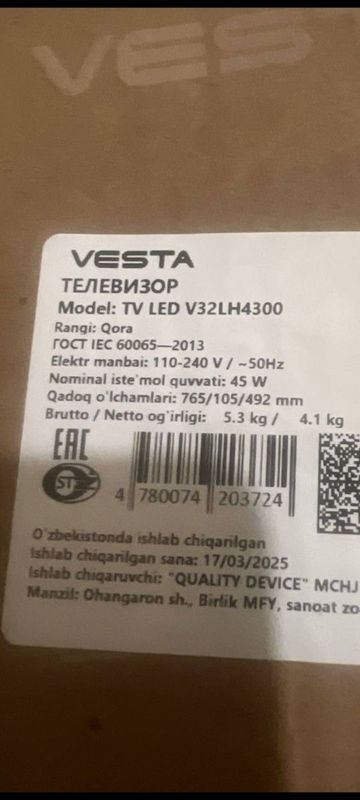 VESTA
VESTA
ТЕЛЕВИЗОР
Model: TV LED V32LH4300
Rangi: Qora
ГОСТ IEC 60065—2013
Elektr manbai: 110-240 V / ~50Hz
Nominal iste'mol quvvati: 45 W
Qadoq o'lchamlari: 765/105/492 mm
Brutto / Netto og'irligi: 5.3 kg / 4.1 kg
EAC
ST
4 780074 203724
O'zbekistonda ishlab chiqarilgan
Ishlab chiqarilgan sana: 17/03/2025
Ishlab chiqaruvchi: "QUALITY DEVICE" MCHJ
Manzil: Ohangaron sh., Birlik MFY, sanoat zo